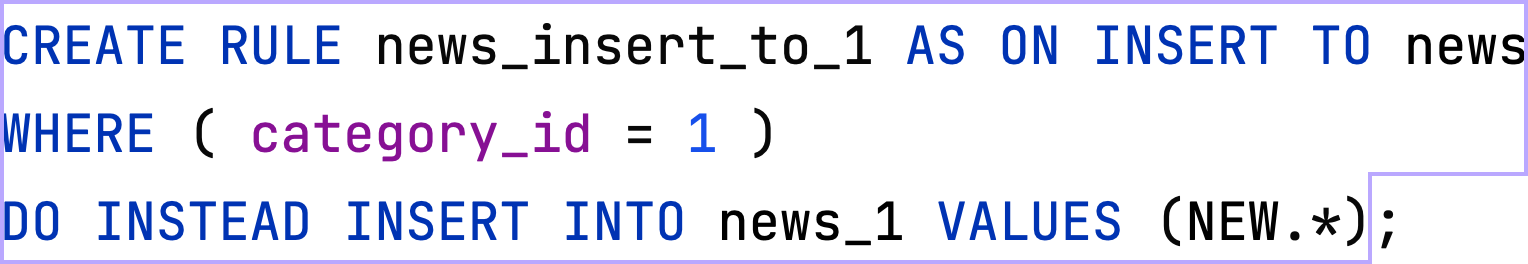 CREATE RULE news_insert_to_1 AS ON INSERT TO news
WHERE ( category_id = 1 )
DO INSTEAD INSERT INTO news_1 VALUES (NEW.*);